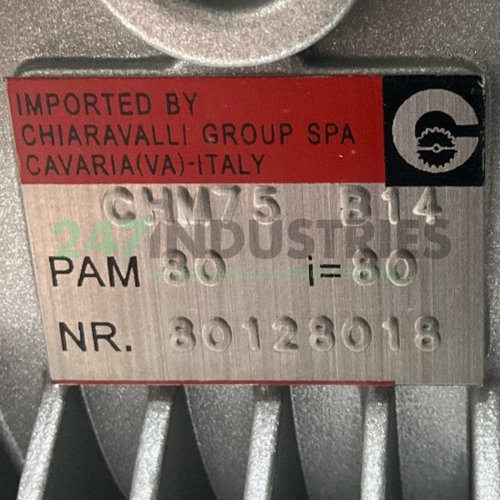 IMPORTED BY
CHIARAVALLI GROUP SPA
CAVARIA(VA)-ITALY
CHM75 B14
247INDUSTRIES
PAM 80 i=80
NR. 80128018